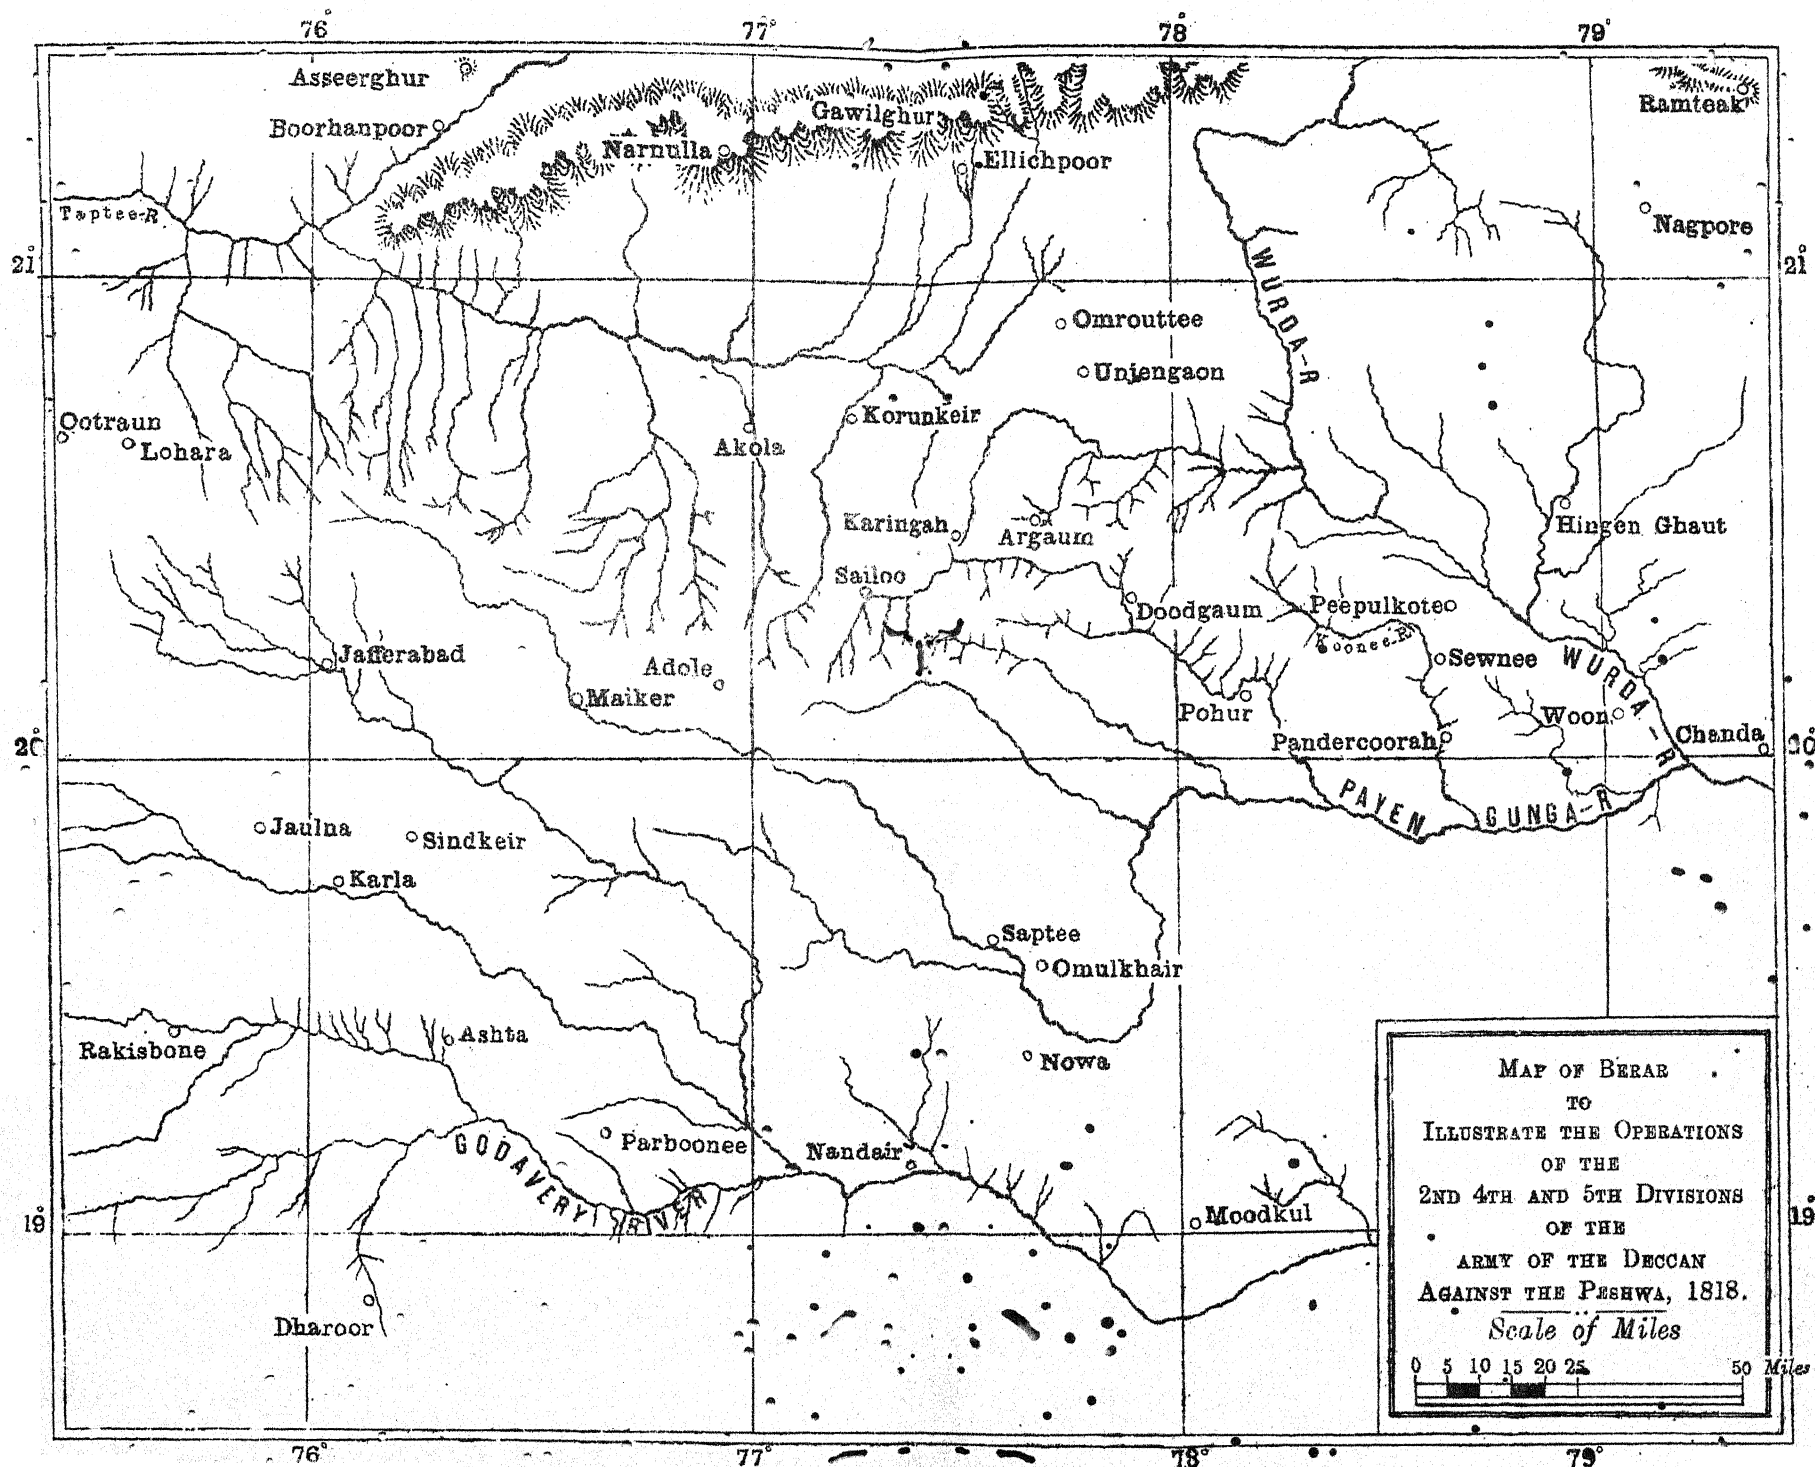 76°
77°
78°
79°
Asseerghur
Ramteak
Boorhanpoor
Gawilghur
Narnulla
Ellichpoor
Taptee-R
Nagpore
21°
21°
WURDA-R
Omrouttee
Unjengaon
Ootraun
Lohara
Korunkeir
Akola
Karingah
Argaum
Hingen Ghaut
Sailoo
Doodgaum
Peepulkote
Koonee.R
Jafferabad
Adole
Sewnee
WURDA-R
Maiker
Pohur
Woon
Pandercoorah
Chanda
20°
20°
PAYEN GUNGA-R
Jaulna
Sindkeir
Karla
Saptee
Omulkhair
Rakisbone
Ashta
Nowa
GODAVERY RIVER
Parboonee
Nandair
19°
Moodkul
19°
Dharoor
Map of Berar
to
Illustrate the Operations
of the
2nd 4th and 5th Divisions
of the
Army of the Deccan
Against the Peshwa, 1818.
Scale of Miles
0 5 10 15 20 25 50 Miles
76°
77°
78°
79°